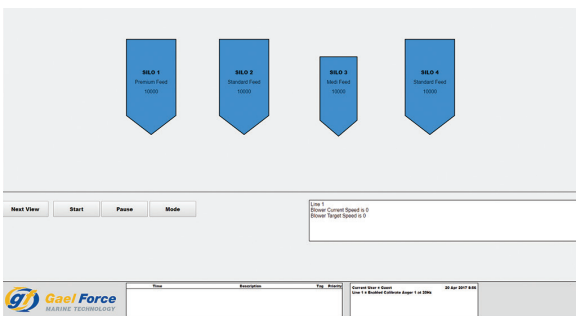 SILO 1
Premium Feed
10000
SILO 2
Standard Feed
10000
SILO 3
Medi Feed
10000
SILO 4
Standard Feed
10000
Next View Start Pause Mode
Line 1
Blower Current Speed is 0
Blower Target Speed is 0
Gael Force
MARINE TECHNOLOGY
Time Description Tag Priority
Current User # Guest 20 Apr 2017 8:56
Line 1 # Enabled Calibrate Auger 1 at 25Hz